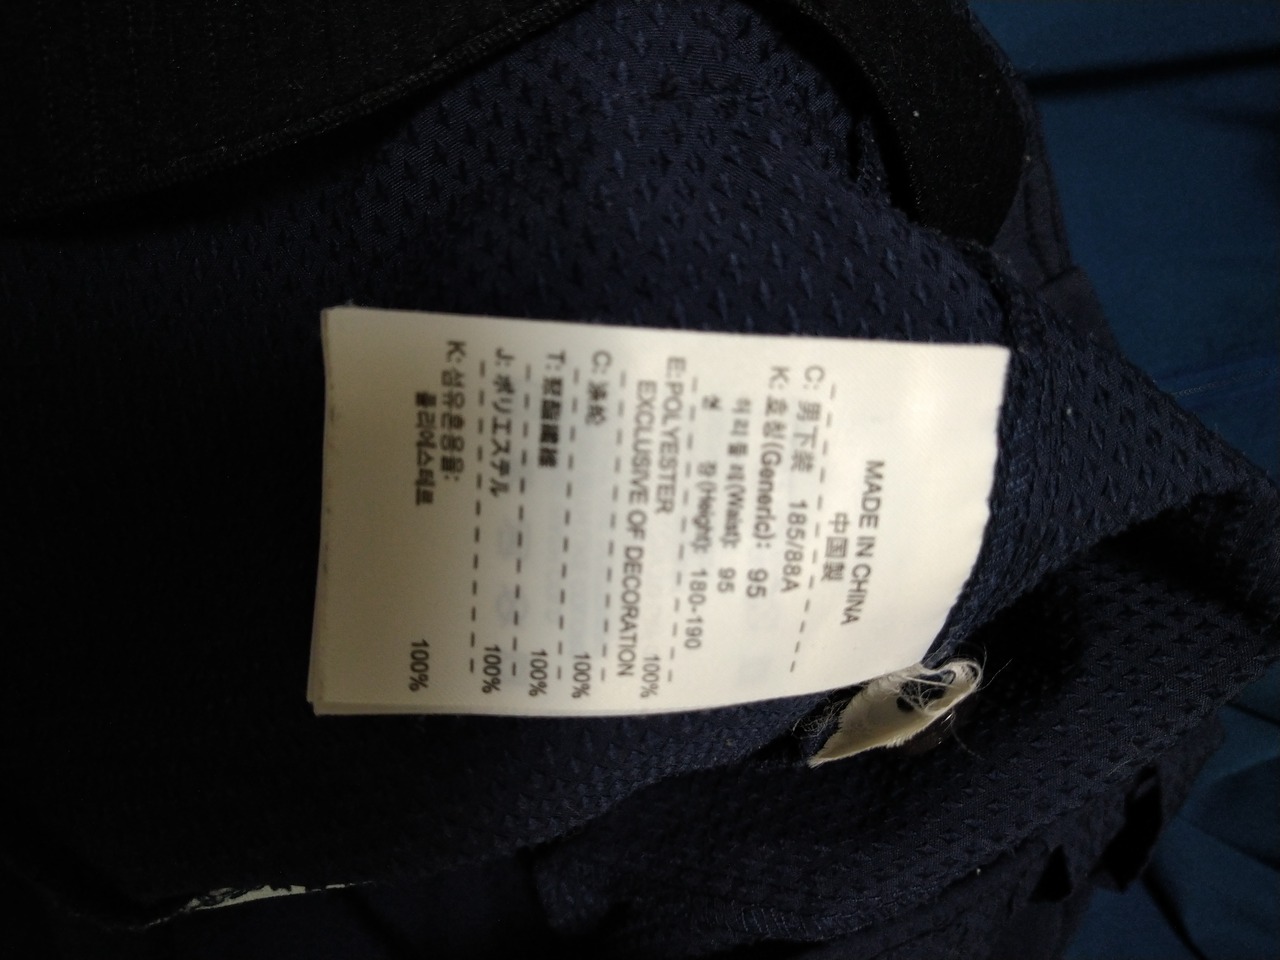 MADE IN CHINA
中国製
C: 男下装 185/88A
K: 호칭(Generic): 95
허리둘레(Waist): 95
신 장(Height): 180-190
E: POLYESTER 100%
EXCLUSIVE OF DECORATION
C: 涤纶 100%
T: 聚酯纖維 100%
J: ポリエステル 100%
K: 섬유혼용율:
폴리에스테르 100%